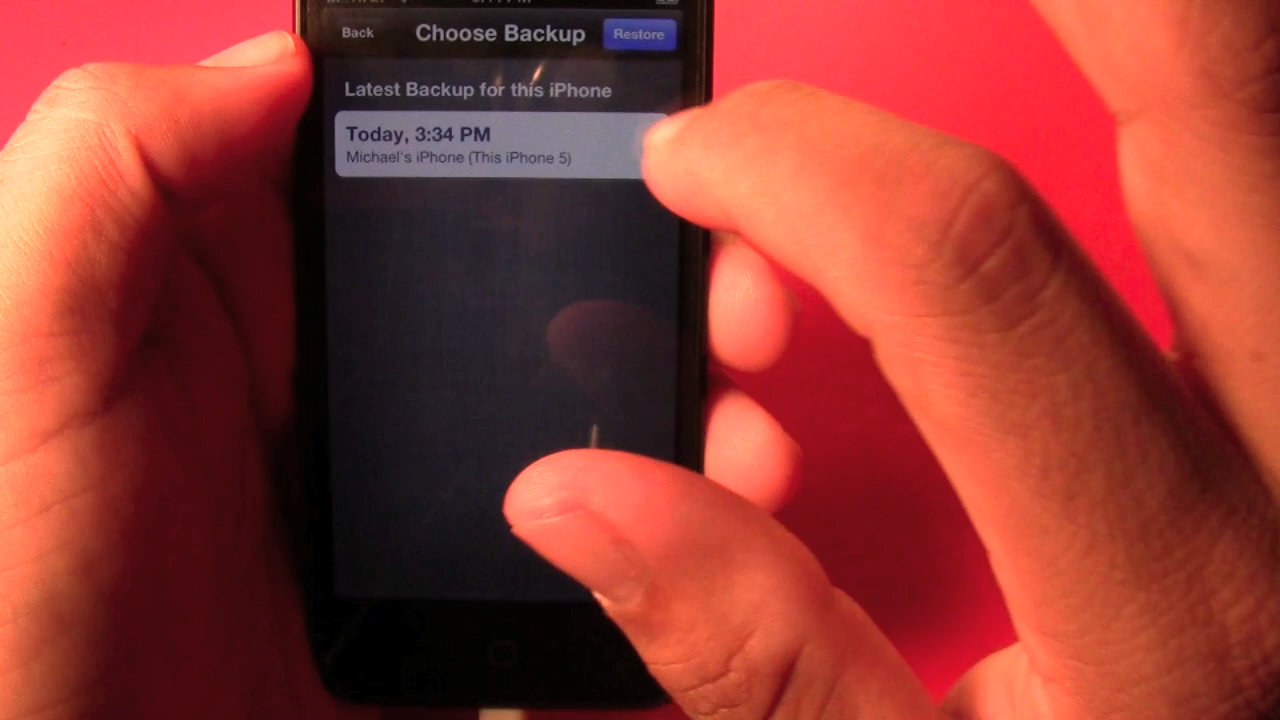 Back
Choose Backup
Restore
Latest Backup for this iPhone
Today, 3:34 PM
Michael's iPhone (This iPhone 5)